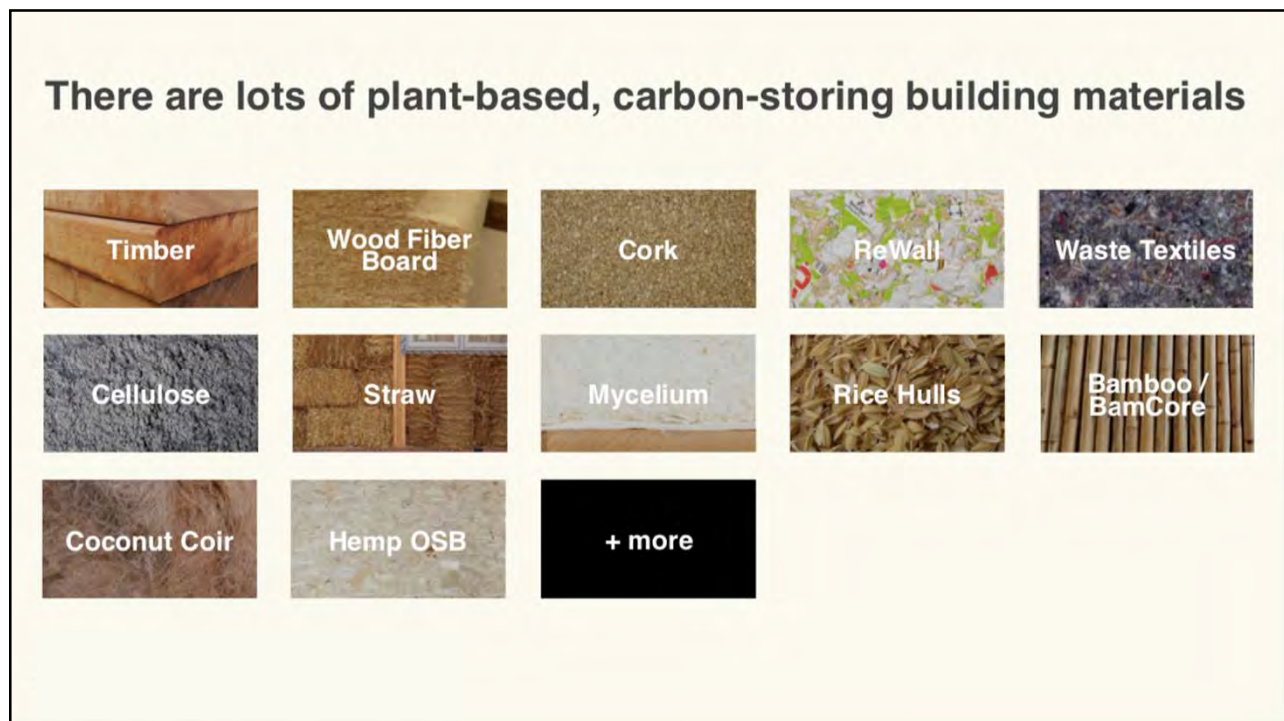 There are lots of plant-based, carbon-storing building materials
Timber
Wood Fiber
Board
Cork
ReWall
Waste Textiles
Cellulose
Straw
Mycelium
Rice Hulls
Bamboo /
BamCore
Coconut Coir
Hemp OSB
+ more